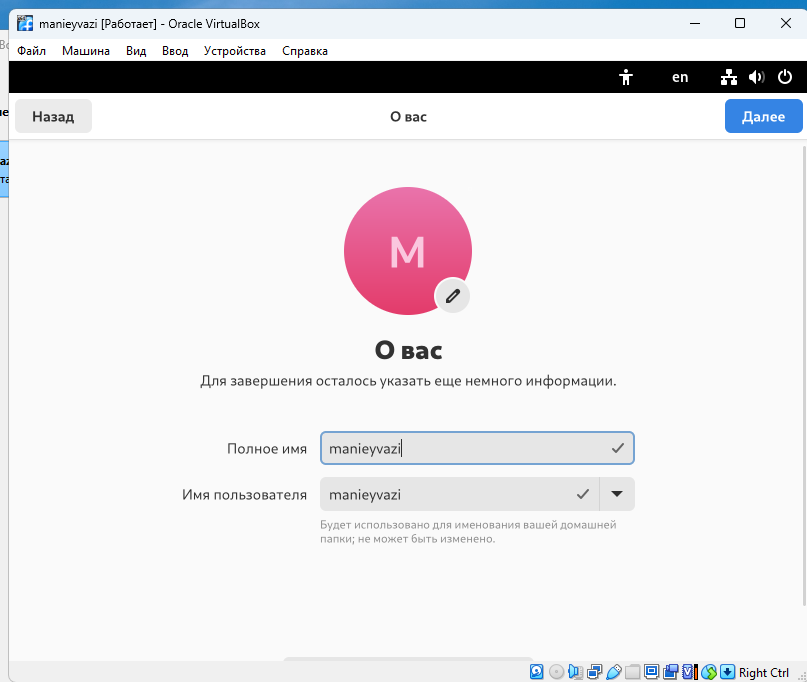 manieyvazi [Работает] - Oracle VirtualBox
Файл Машина Вид Ввод Устройства Справка
en
Назад О вас Далее
M
О вас
Для завершения осталось указать еще немного информации.
Полное имя manieyvazi
Имя пользователя manieyvazi
Будет использовано для именования вашей домашней
папки; не может быть изменено.
Right Ctrl